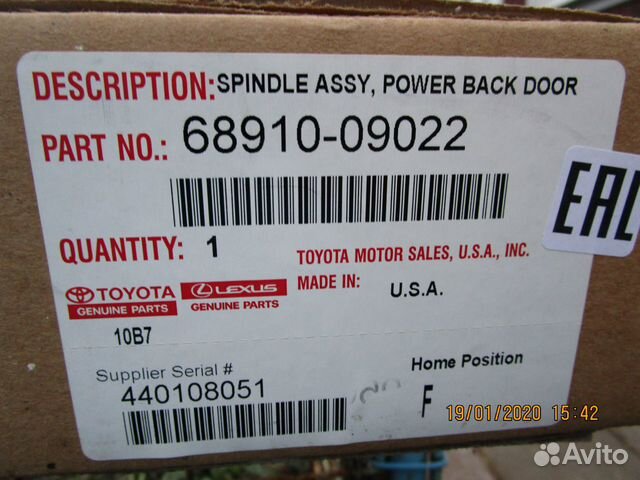 DESCRIPTION: SPINDLE ASSY, POWER BACK DOOR
PART NO.: 68910-09022
QUANTITY: 1
TOYOTA MOTOR SALES, U.S.A., INC.
MADE IN: U.S.A.
TOYOTA
GENUINE PARTS
LEXUS
GENUINE PARTS
10B7
Supplier Serial #
440108051
Home Position
F
EAC
19/01/2020 15:42
Avito